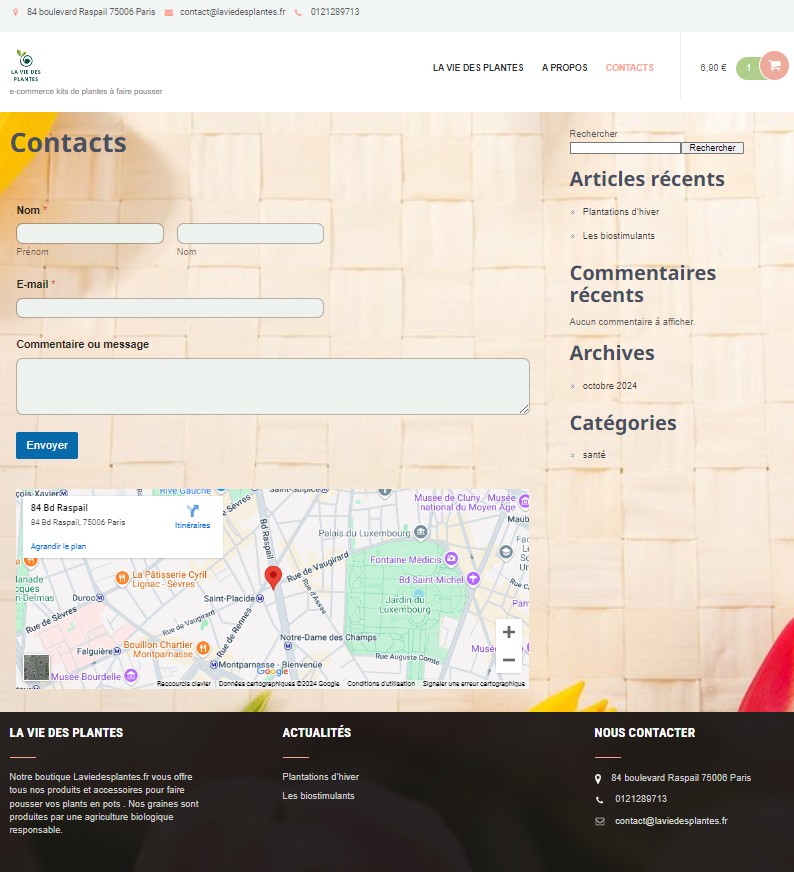 84 boulevard Raspail 75006 Paris contact@laviedesplantes.fr 0121289713
LA VIE DES
PLANTES
e-commerce kits de plantes à faire pousser
LA VIE DES PLANTES A PROPOS CONTACTS 6,90 € 1
Contacts
Nom *
Prénom Nom
E-mail *
Commentaire ou message
Envoyer
Rechercher
Rechercher
Articles récents
» Plantations d'hiver
» Les biostimulants
Commentaires
récents
Aucun commentaire à afficher.
Archives
» octobre 2024
Catégories
» santé
84 Bd Raspail
84 Bd Raspail, 75006 Paris
Itinéraires
Agrandir le plan
Rive Gauche
Saint-Sulpice
Musée de Cluny - Musée
national du Moyen Âge
Maub
Bd Raspail
Palais du Luxembourg
Fontaine Médicis
Bd Saint-Michel
Jardin du
Luxembourg
La Pâtisserie Cyril
Lignac - Sèvres
Rue de Vaugirard
Rue d'Assas
Duroc
Saint-Placide
Rue de Sèvres
Rue de Vaugirard
Rue de Rennes
Notre-Dame des Champs
Falguière
Bouillon Chartier
Montparnasse
Montparnasse - Bienvenüe
Rue Auguste Comte
Musée Bourdelle
Google
+
−
Raccourcis clavier Données cartographiques ©2024 Google Conditions d'utilisation Signaler une erreur cartographique
LA VIE DES PLANTES
Notre boutique Laviedesplantes.fr vous offre
tous nos produits et accessoires pour faire
pousser vos plants en pots . Nos graines sont
produites par une agriculture biologique
responsable.
ACTUALITÉS
Plantations d'hiver
Les biostimulants
NOUS CONTACTER
84 boulevard Raspail 75006 Paris
0121289713
contact@laviedesplantes.fr